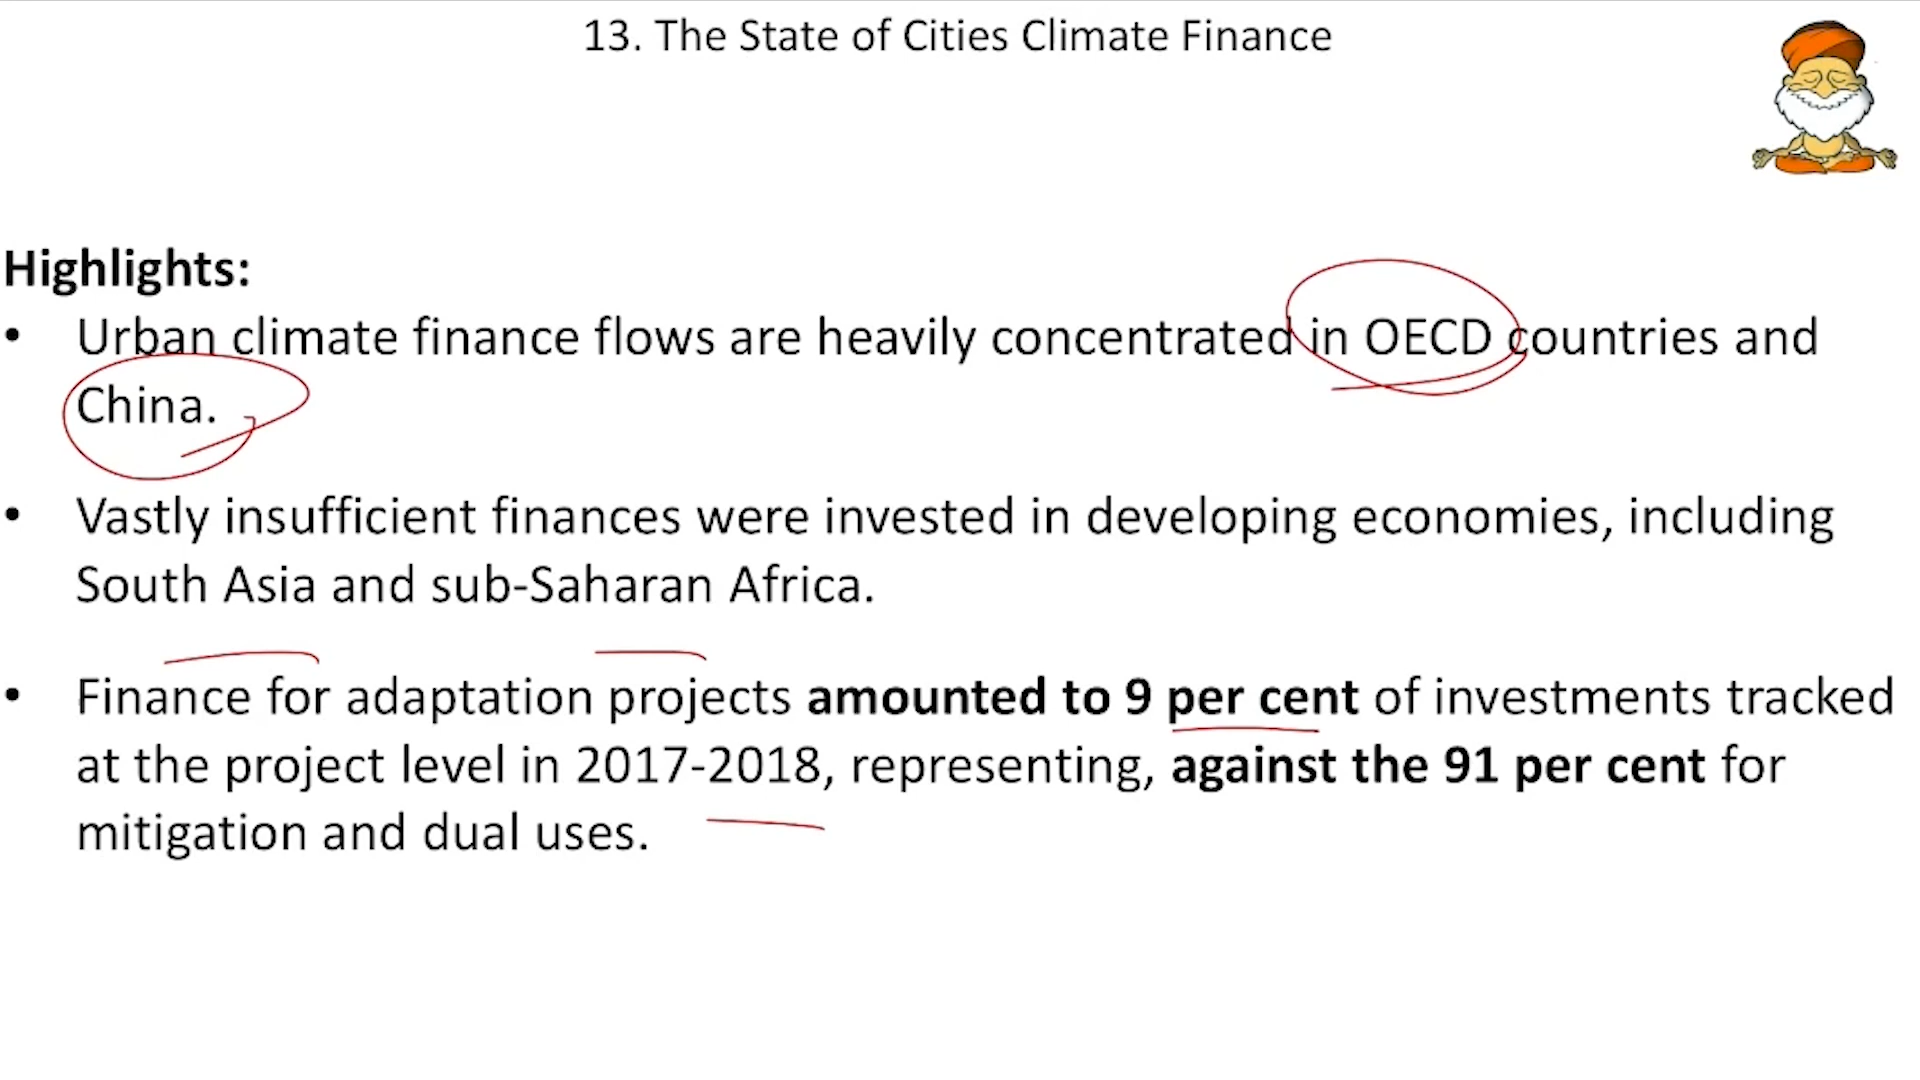 13. The State of Cities Climate Finance
Highlights:
• Urban climate finance flows are heavily concentrated in OECD countries and
China.
• Vastly insufficient finances were invested in developing economies, including
South Asia and sub-Saharan Africa.
• Finance for adaptation projects amounted to 9 per cent of investments tracked
at the project level in 2017-2018, representing, against the 91 per cent for
mitigation and dual uses.